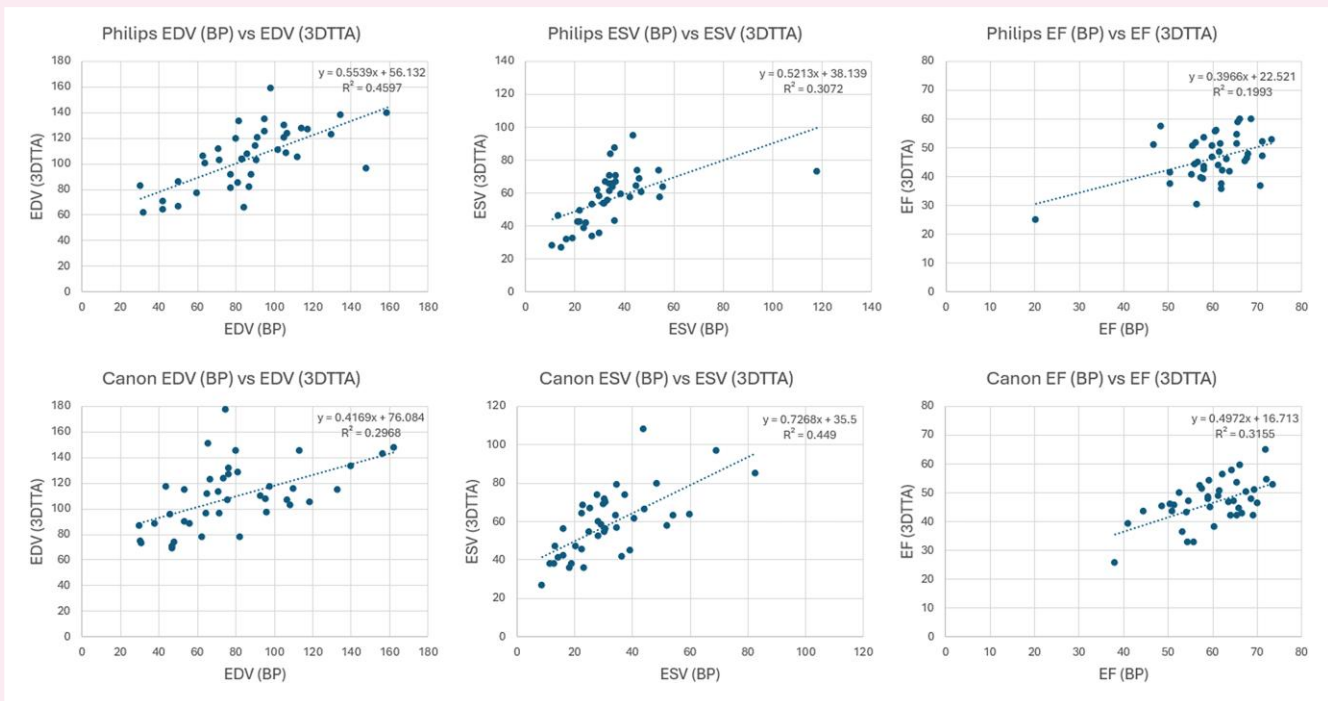 Philips EDV (BP) vs EDV (3DTTA)
y = 0.5539x + 56.132
R² = 0.4597
180
160
140
120
100
80
60
40
20
0
EDV (3DTTA)
0 20 40 60 80 100 120 140 160 180
EDV (BP)
Philips ESV (BP) vs ESV (3DTTA)
y = 0.5213x + 38.139
R² = 0.3072
140
120
100
80
60
40
20
0
ESV (3DTTA)
0 20 40 60 80 100 120 140
ESV (BP)
Philips EF (BP) vs EF (3DTTA)
y = 0.3966x + 22.521
R² = 0.1993
80
70
60
50
40
30
20
10
0
EF (3DTTA)
0 10 20 30 40 50 60 70 80
EF (BP)
Canon EDV (BP) vs EDV (3DTTA)
y = 0.4169x + 76.084
R² = 0.2968
180
160
140
120
100
80
60
40
20
0
EDV (3DTTA)
0 20 40 60 80 100 120 140 160 180
EDV (BP)
Canon ESV (BP) vs ESV (3DTTA)
y = 0.7268x + 35.5
R² = 0.449
120
100
80
60
40
20
0
ESV (3DTTA)
0 20 40 60 80 100
ESV (BP)
Canon EF (BP) vs EF (3DTTA)
y = 0.4972x + 16.713
R² = 0.3155
80
70
60
50
40
30
20
10
0
EF (3DTTA)
0 10 20 30 40 50 60 70 80
EF (BP)